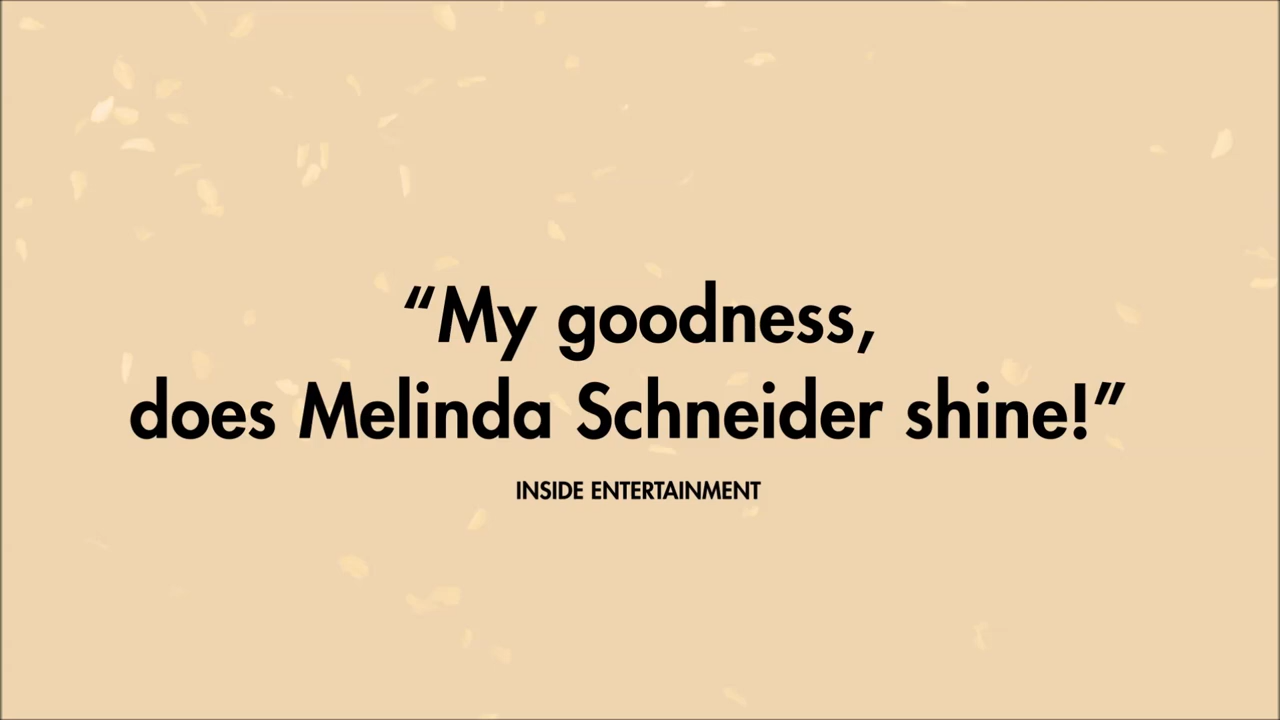 “My goodness,
does Melinda Schneider shine!”
INSIDE ENTERTAINMENT